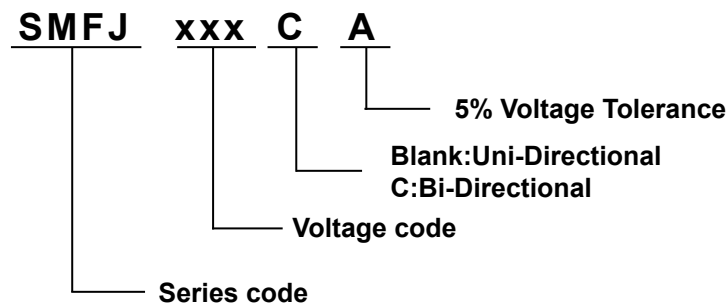 SMFJ xxx C A
5% Voltage Tolerance
Blank:Uni-Directional
C:Bi-Directional
Voltage code
Series code